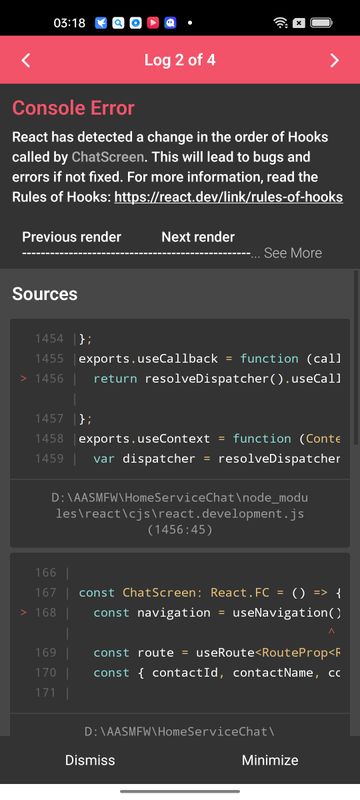 03:18
Log 2 of 4
Console Error
React has detected a change in the order of Hooks
called by ChatScreen. This will lead to bugs and
errors if not fixed. For more information, read the
Rules of Hooks: https://react.dev/link/rules-of-hooks
Previous render Next render
--------------------------------------------------... See More
Sources
1454 |};
1455 |exports.useCallback = function (call
> 1456 | return resolveDispatcher().useCall
|
1457 |};
1458 |exports.useContext = function (Conte
1459 | var dispatcher = resolveDispatcher
D:\AASMFW\HomeServiceChat\node_modu
les\react\cjs\react.development.js
(1456:45)
166 |
167 | const ChatScreen: React.FC = () => {
> 168 | const navigation = useNavigation()
| ^
169 | const route = useRoute<RouteProp<R
170 | const { contactId, contactName, co
171 |
D:\AASMFW\HomeServiceChat\
Dismiss Minimize